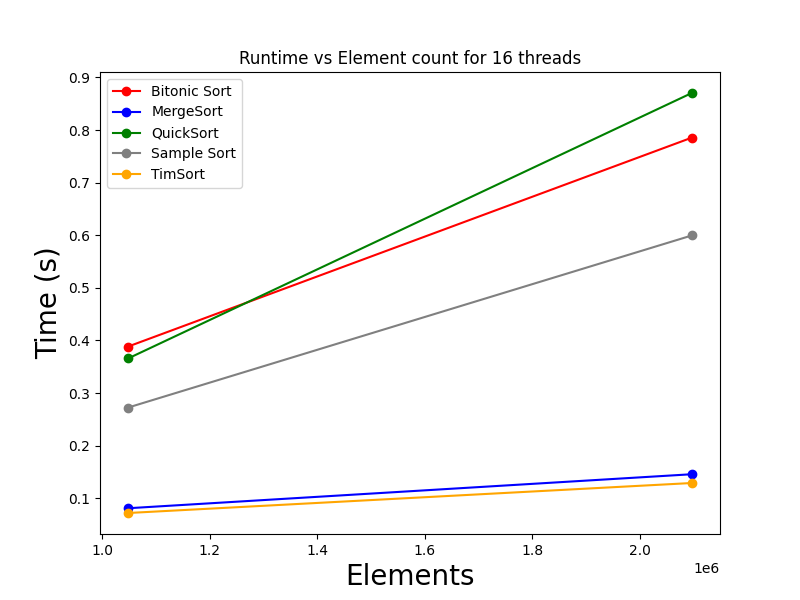 Runtime vs Element count for 16 threads
Bitonic Sort
MergeSort
QuickSort
Sample Sort
TimSort
Time (s)
0.9
0.8
0.7
0.6
0.5
0.4
0.3
0.2
0.1
1.0 1.2 1.4 1.6 1.8 2.0
1e6
Elements